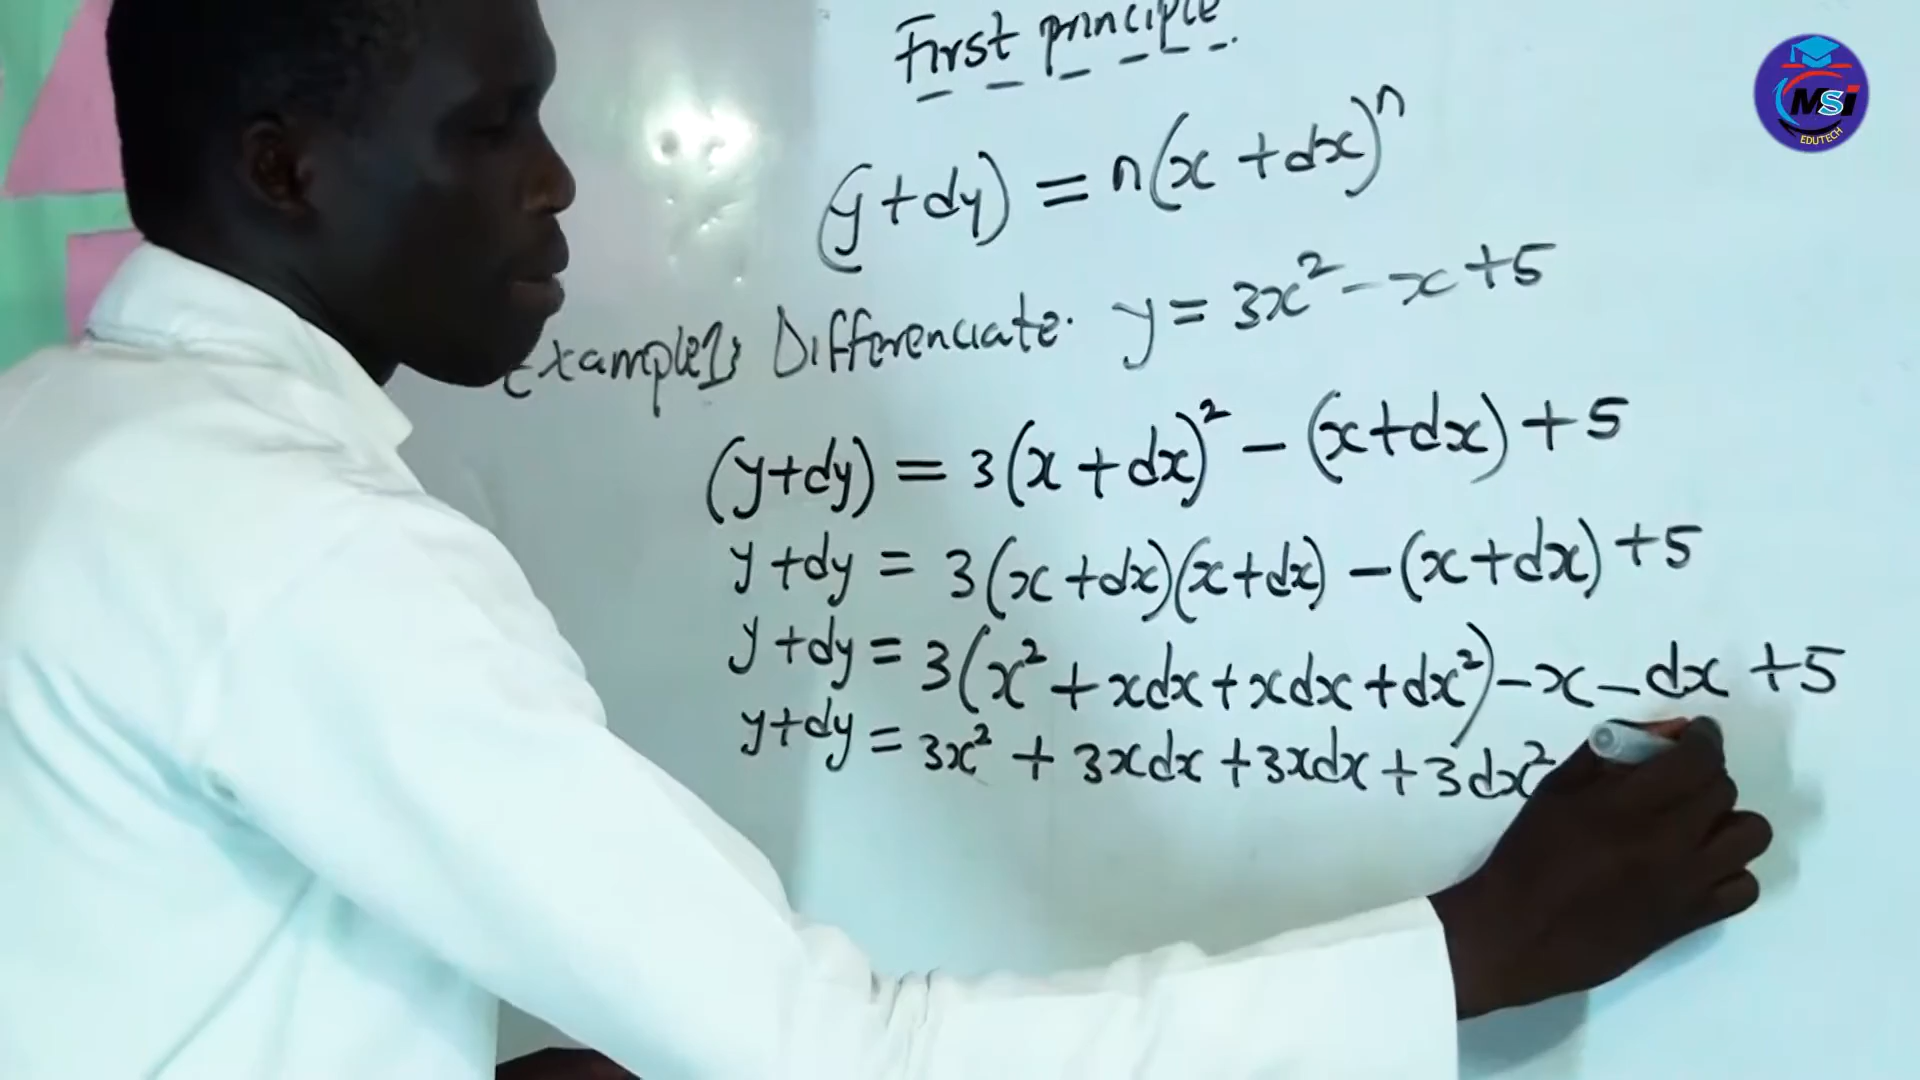 First principle
(y+dy) = n(x+dx)ⁿ
Example1: Differenciate. y = 3x² - x + 5
(y+dy) = 3(x+dx)² - (x+dx) + 5
y+dy = 3(x+dx)(x+dx) - (x+dx) + 5
y+dy = 3(x² + xdx + xdx + dx²) - x - dx + 5
y+dy = 3x² + 3xdx + 3xdx + 3dx²
MSi
EDUTECH